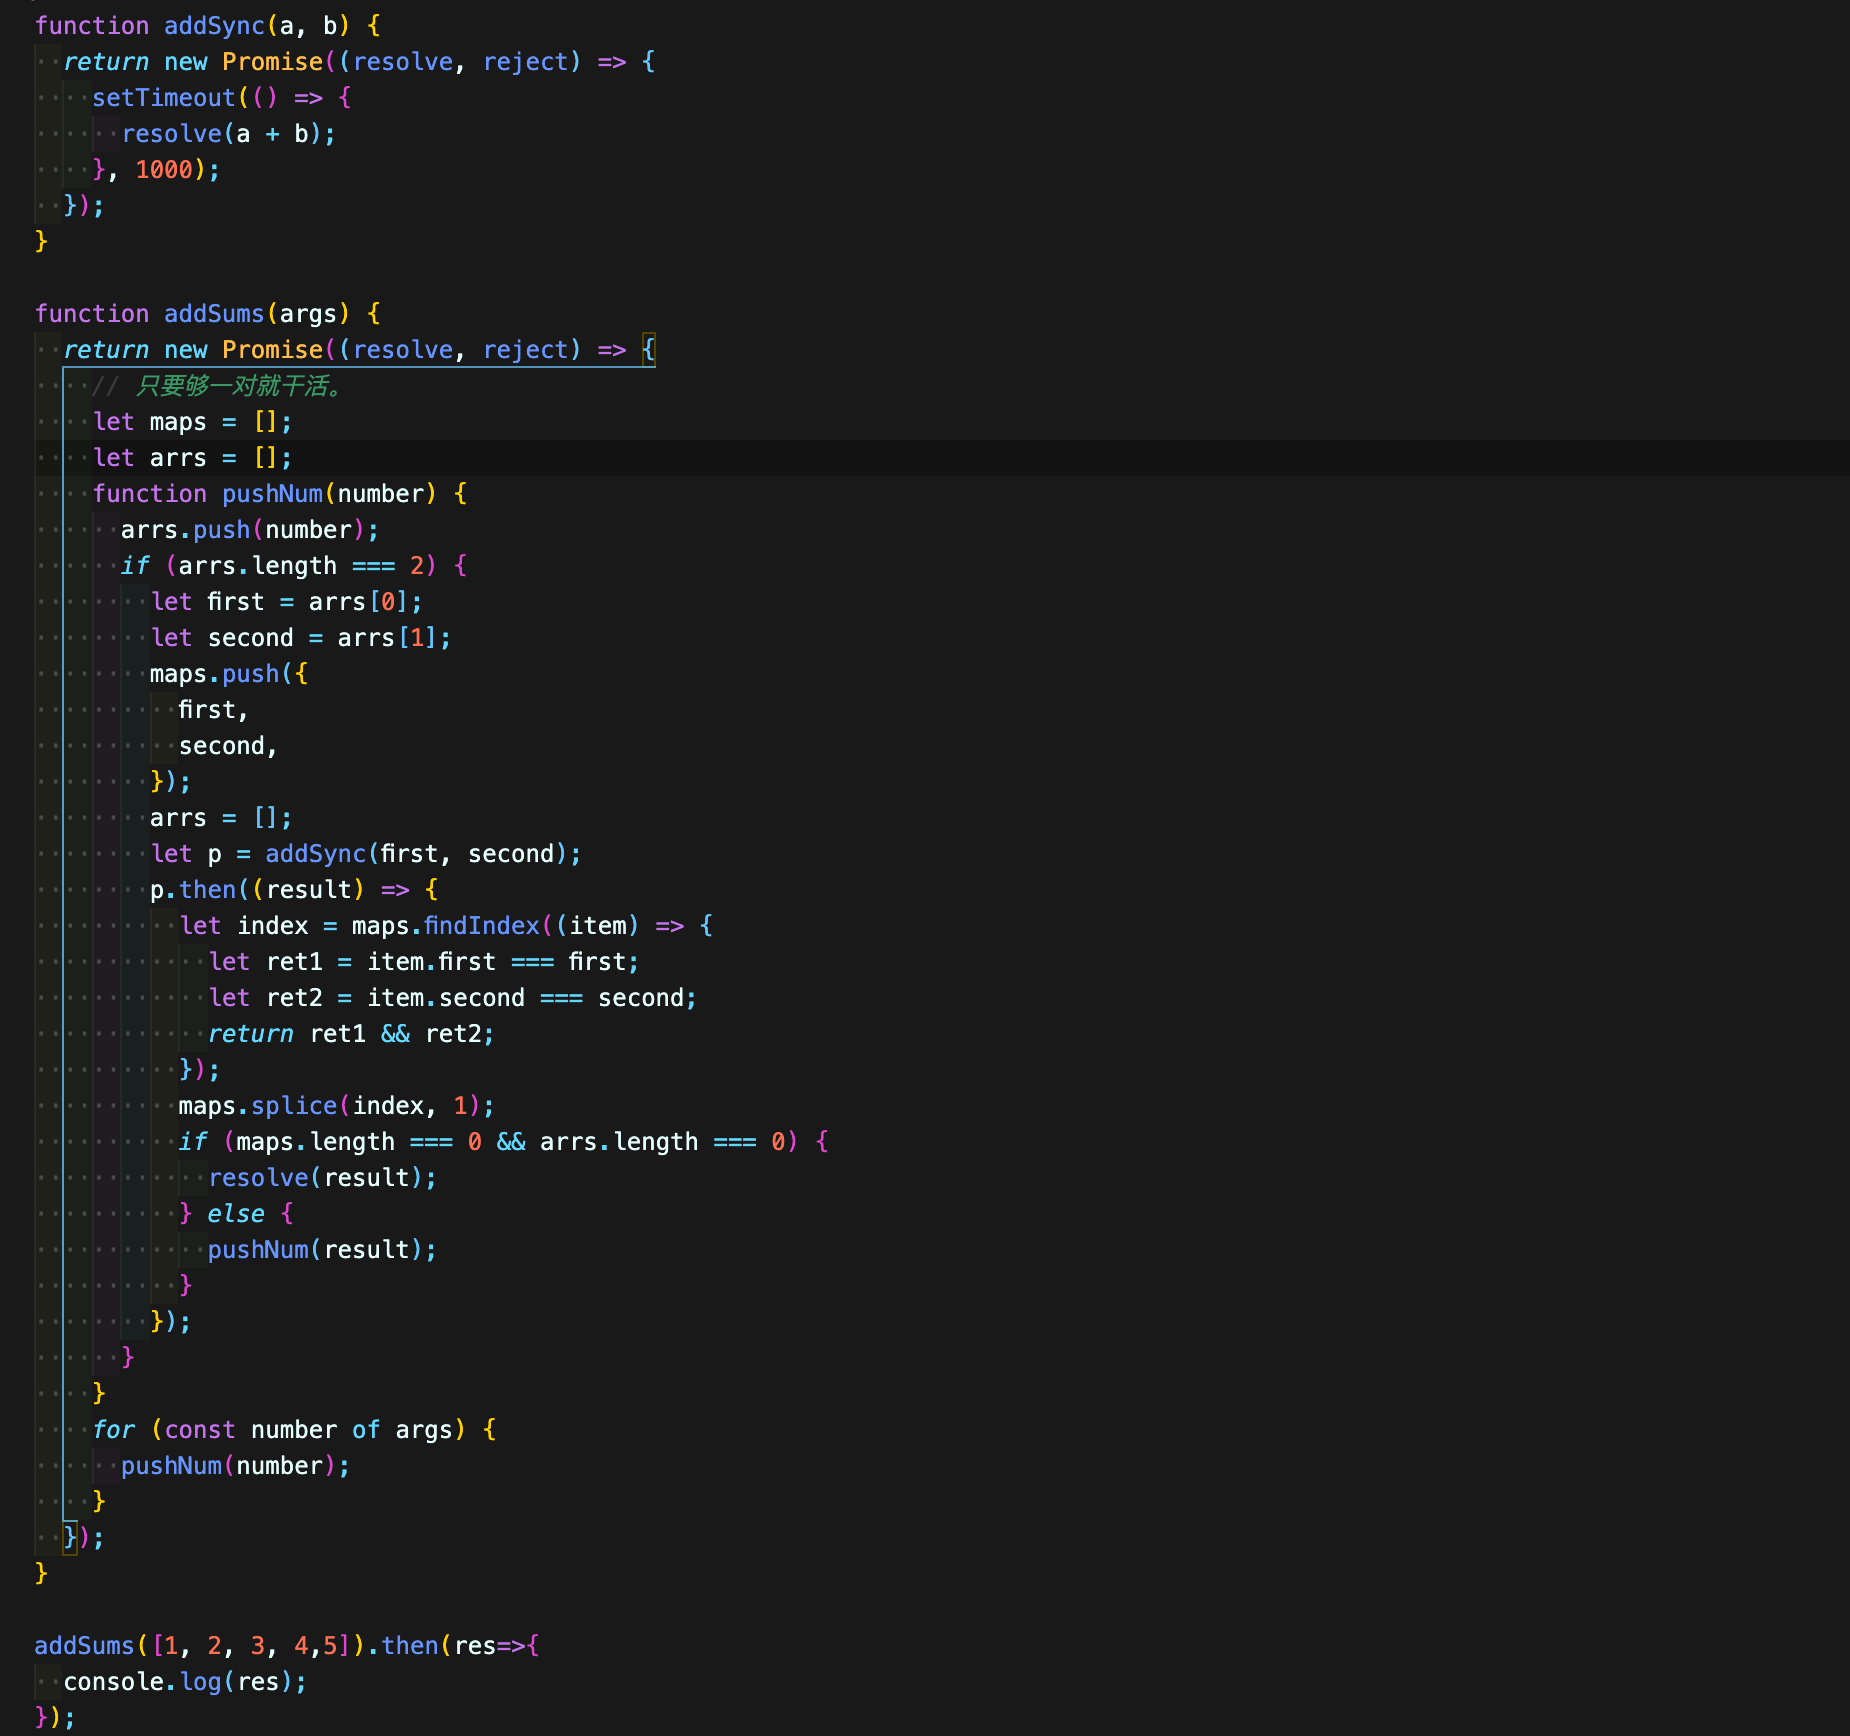 function addSync(a, b) {
  return new Promise((resolve, reject) => {
    setTimeout(() => {
      resolve(a + b);
    }, 1000);
  });
}

function addSums(args) {
  return new Promise((resolve, reject) => {
    // 只要够一对就干活。
    let maps = [];
    let arrs = [];
    function pushNum(number) {
      arrs.push(number);
      if (arrs.length === 2) {
        let first = arrs[0];
        let second = arrs[1];
        maps.push({
          first,
          second,
        });
        arrs = [];
        let p = addSync(first, second);
        p.then((result) => {
          let index = maps.findIndex((item) => {
            let ret1 = item.first === first;
            let ret2 = item.second === second;
            return ret1 && ret2;
          });
          maps.splice(index, 1);
          if (maps.length === 0 && arrs.length === 0) {
            resolve(result);
          } else {
            pushNum(result);
          }
        });
      }
    }
    for (const number of args) {
      pushNum(number);
    }
  });
}

addSums([1, 2, 3, 4,5]).then(res=>{
  console.log(res);
});